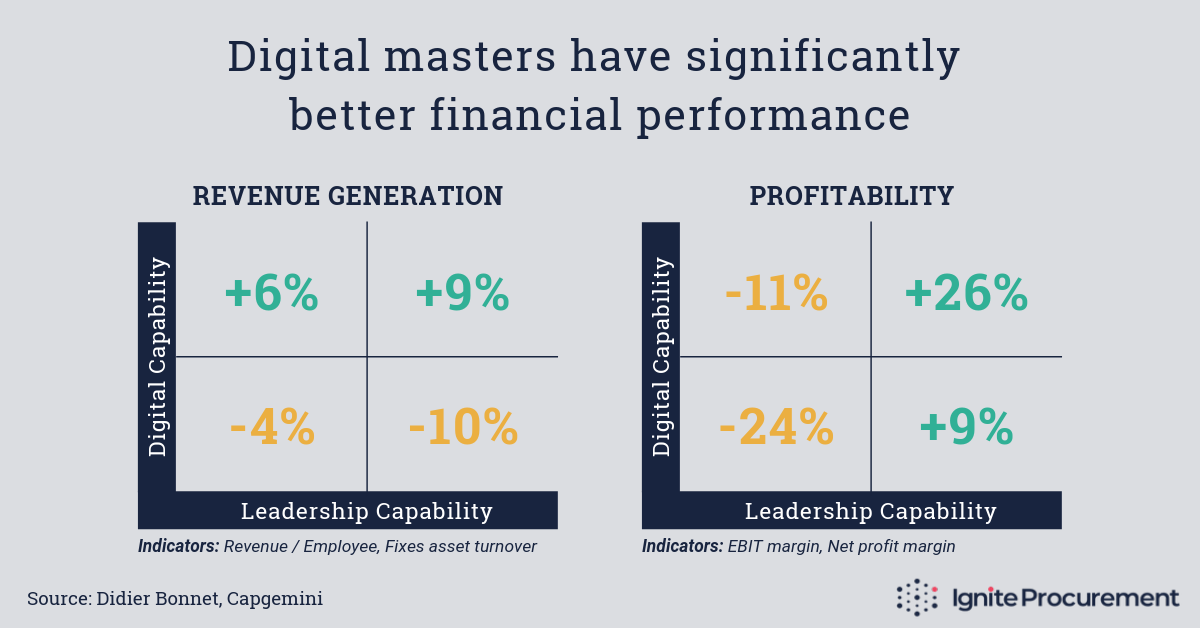 Digital masters have significantly
better financial performance
REVENUE GENERATION
Digital Capability
+6%
+9%
-4%
-10%
Leadership Capability
Indicators: Revenue / Employee, Fixes asset turnover
PROFITABILITY
Digital Capability
-11%
+26%
-24%
+9%
Leadership Capability
Indicators: EBIT margin, Net profit margin
Source: Didier Bonnet, Capgemini
Ignite Procurement